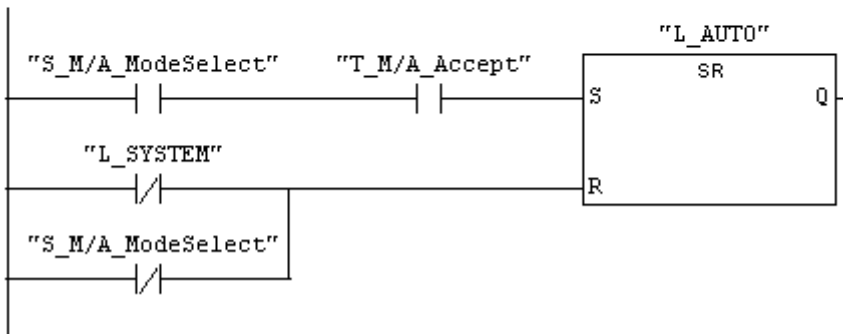 "L_AUTO"
"S_M/A_ModeSelect" "T_M/A_Accept"
SR
S Q
"L_SYSTEM"
R
"S_M/A_ModeSelect"